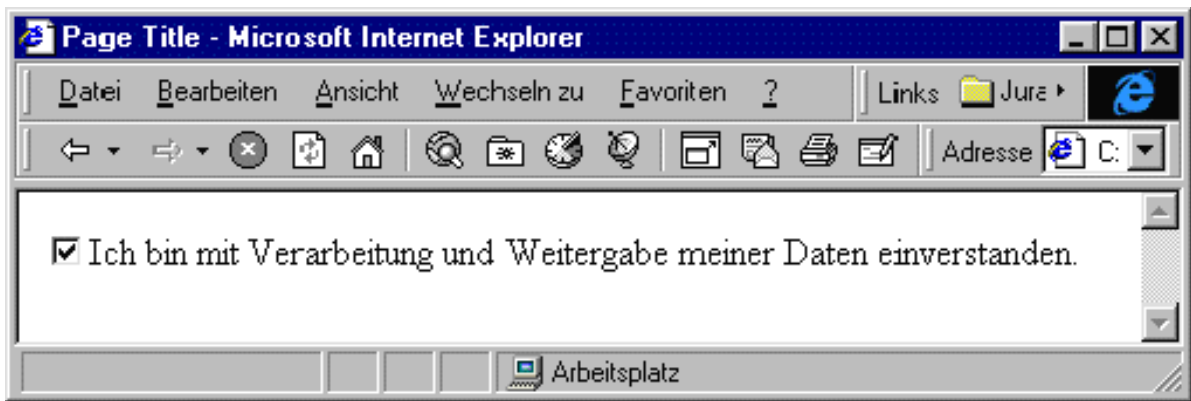 Page Title - Microsoft Internet Explorer
Datei Bearbeiten Ansicht Wechseln zu Favoriten ? Links Jura
Adresse C:
Ich bin mit Verarbeitung und Weitergabe meiner Daten einverstanden.
Arbeitsplatz